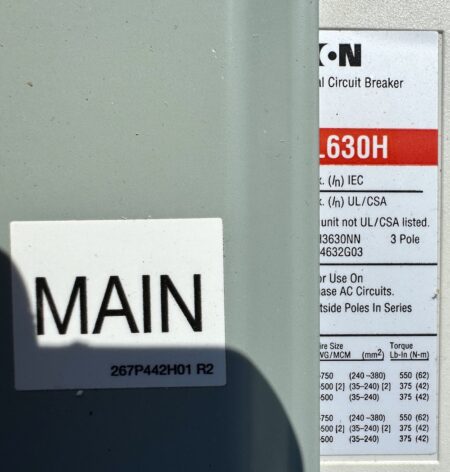 MAIN
267P442H01 R2
T•N
al Circuit Breaker
L630H
x. (In) IEC
x. (In) UL/CSA
unit not UL/CSA listed.
I3630NN 3 Pole
4632G03
or Use On
ase AC Circuits.
tside Poles In Series
ire Size Torque
VG/MCM (mm²) Lb-In (N-m)
-750 (240-380) 550 (62)
-500 [2] (35-240) [2] 375 (42)
-500 (35-240) 375 (42)
-750 (240-380) 550 (62)
-500 [2] (35-240) [2] 375 (42)
-500 (35-240) 375 (42)